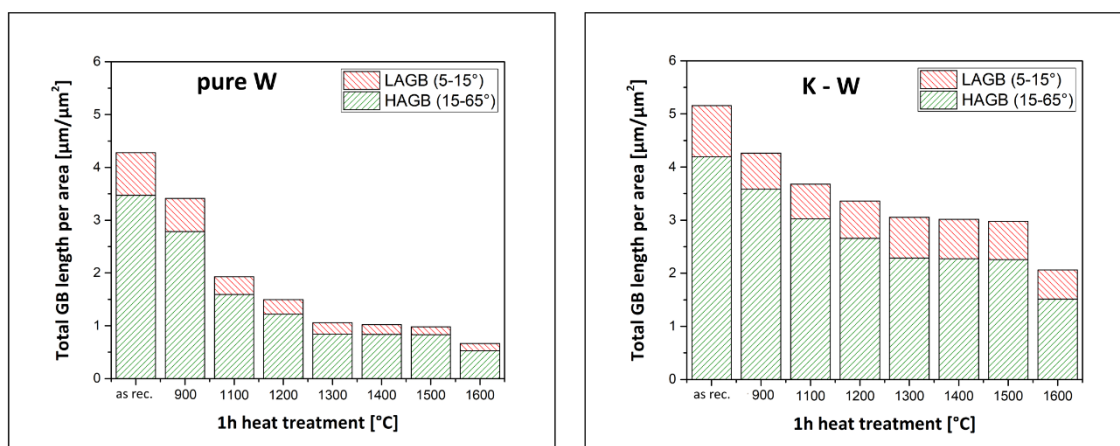 pure W
LAGB (5-15°)
HAGB (15-65°)
Total GB length per area [µm/µm²]
6
5
4
3
2
1
0
as rec. 900 1100 1200 1300 1400 1500 1600
1h heat treatment [°C]
K - W
LAGB (5-15°)
HAGB (15-65°)
Total GB length per area [µm/µm²]
6
5
4
3
2
1
0
as rec. 900 1100 1200 1300 1400 1500 1600
1h heat treatment [°C]